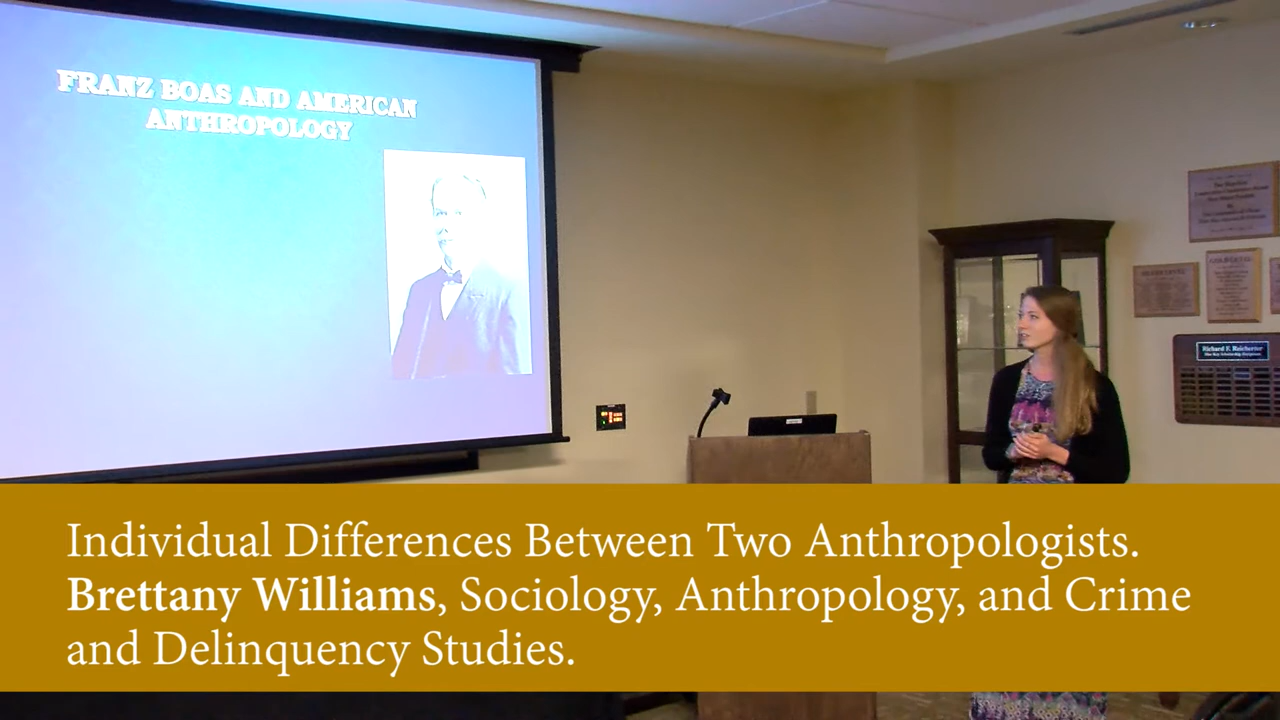 FRANZ BOAS AND AMERICAN
ANTHROPOLOGY
Richard F. Reicherter
Individual Differences Between Two Anthropologists.
Brettany Williams, Sociology, Anthropology, and Crime
and Delinquency Studies.